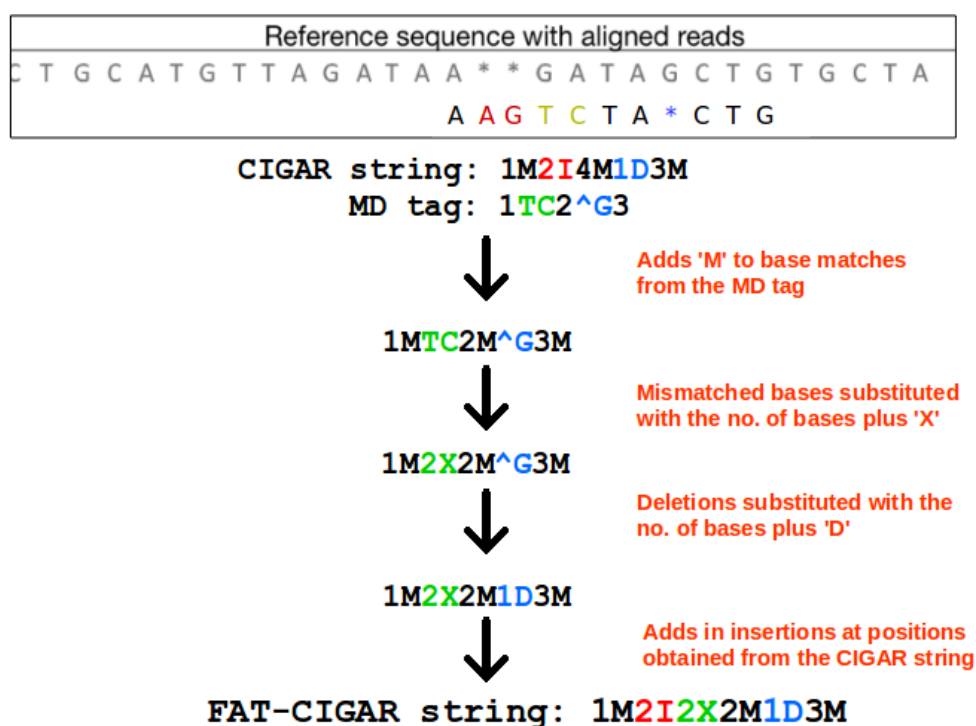 Reference sequence with aligned reads
C T G C A T G T T A G A T A A * * G A T A G C T G T G C T A
A A G T C T A * C T G
CIGAR string: 1M2I4M1D3M
MD tag: 1TC2^G3
Adds 'M' to base matches
from the MD tag
1MTC2M^G3M
Mismatched bases substituted
with the no. of bases plus 'X'
1M2X2M^G3M
Deletions substituted with the
no. of bases plus 'D'
1M2X2M1D3M
Adds in insertions at positions
obtained from the CIGAR string
FAT-CIGAR string: 1M2I2X2M1D3M